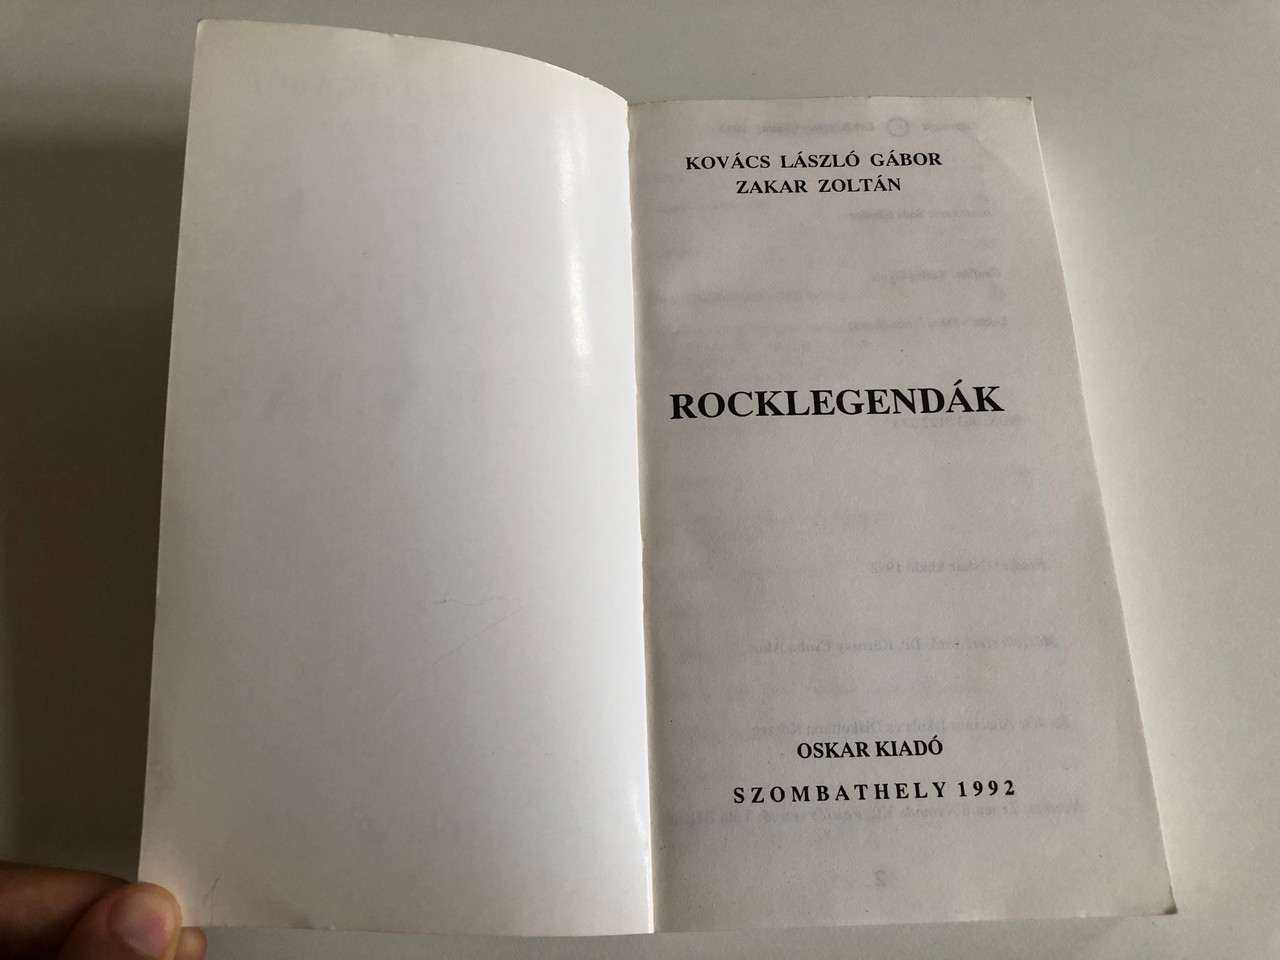 KOVÁCS LÁSZLÓ GÁBOR
ZAKAR ZOLTÁN
ROCKLEGENDÁK
OSKAR KIADÓ
SZOMBATHELY 1992